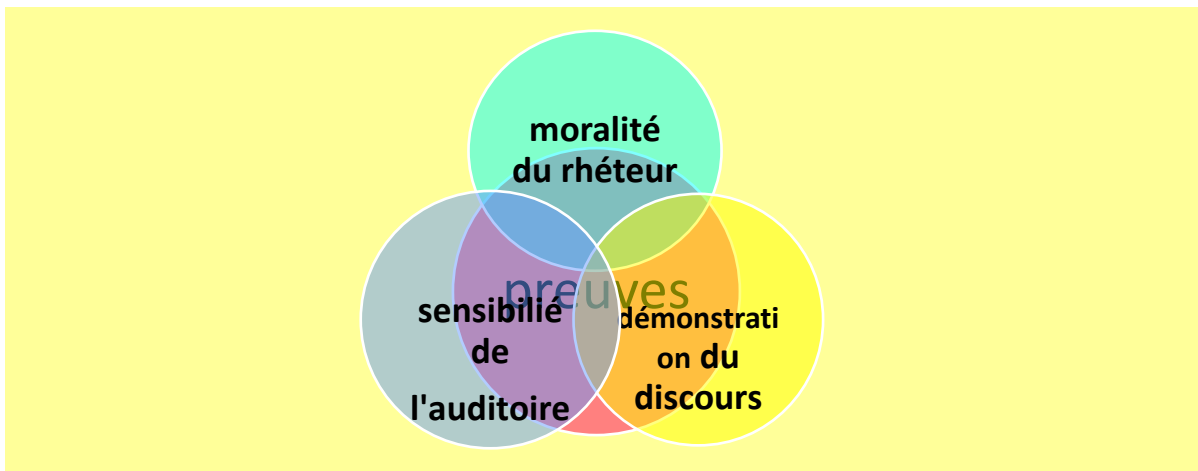 moralité
du rhéteur
preuves
sensibilié
de
l'auditoire
démonstrati
on du
discours